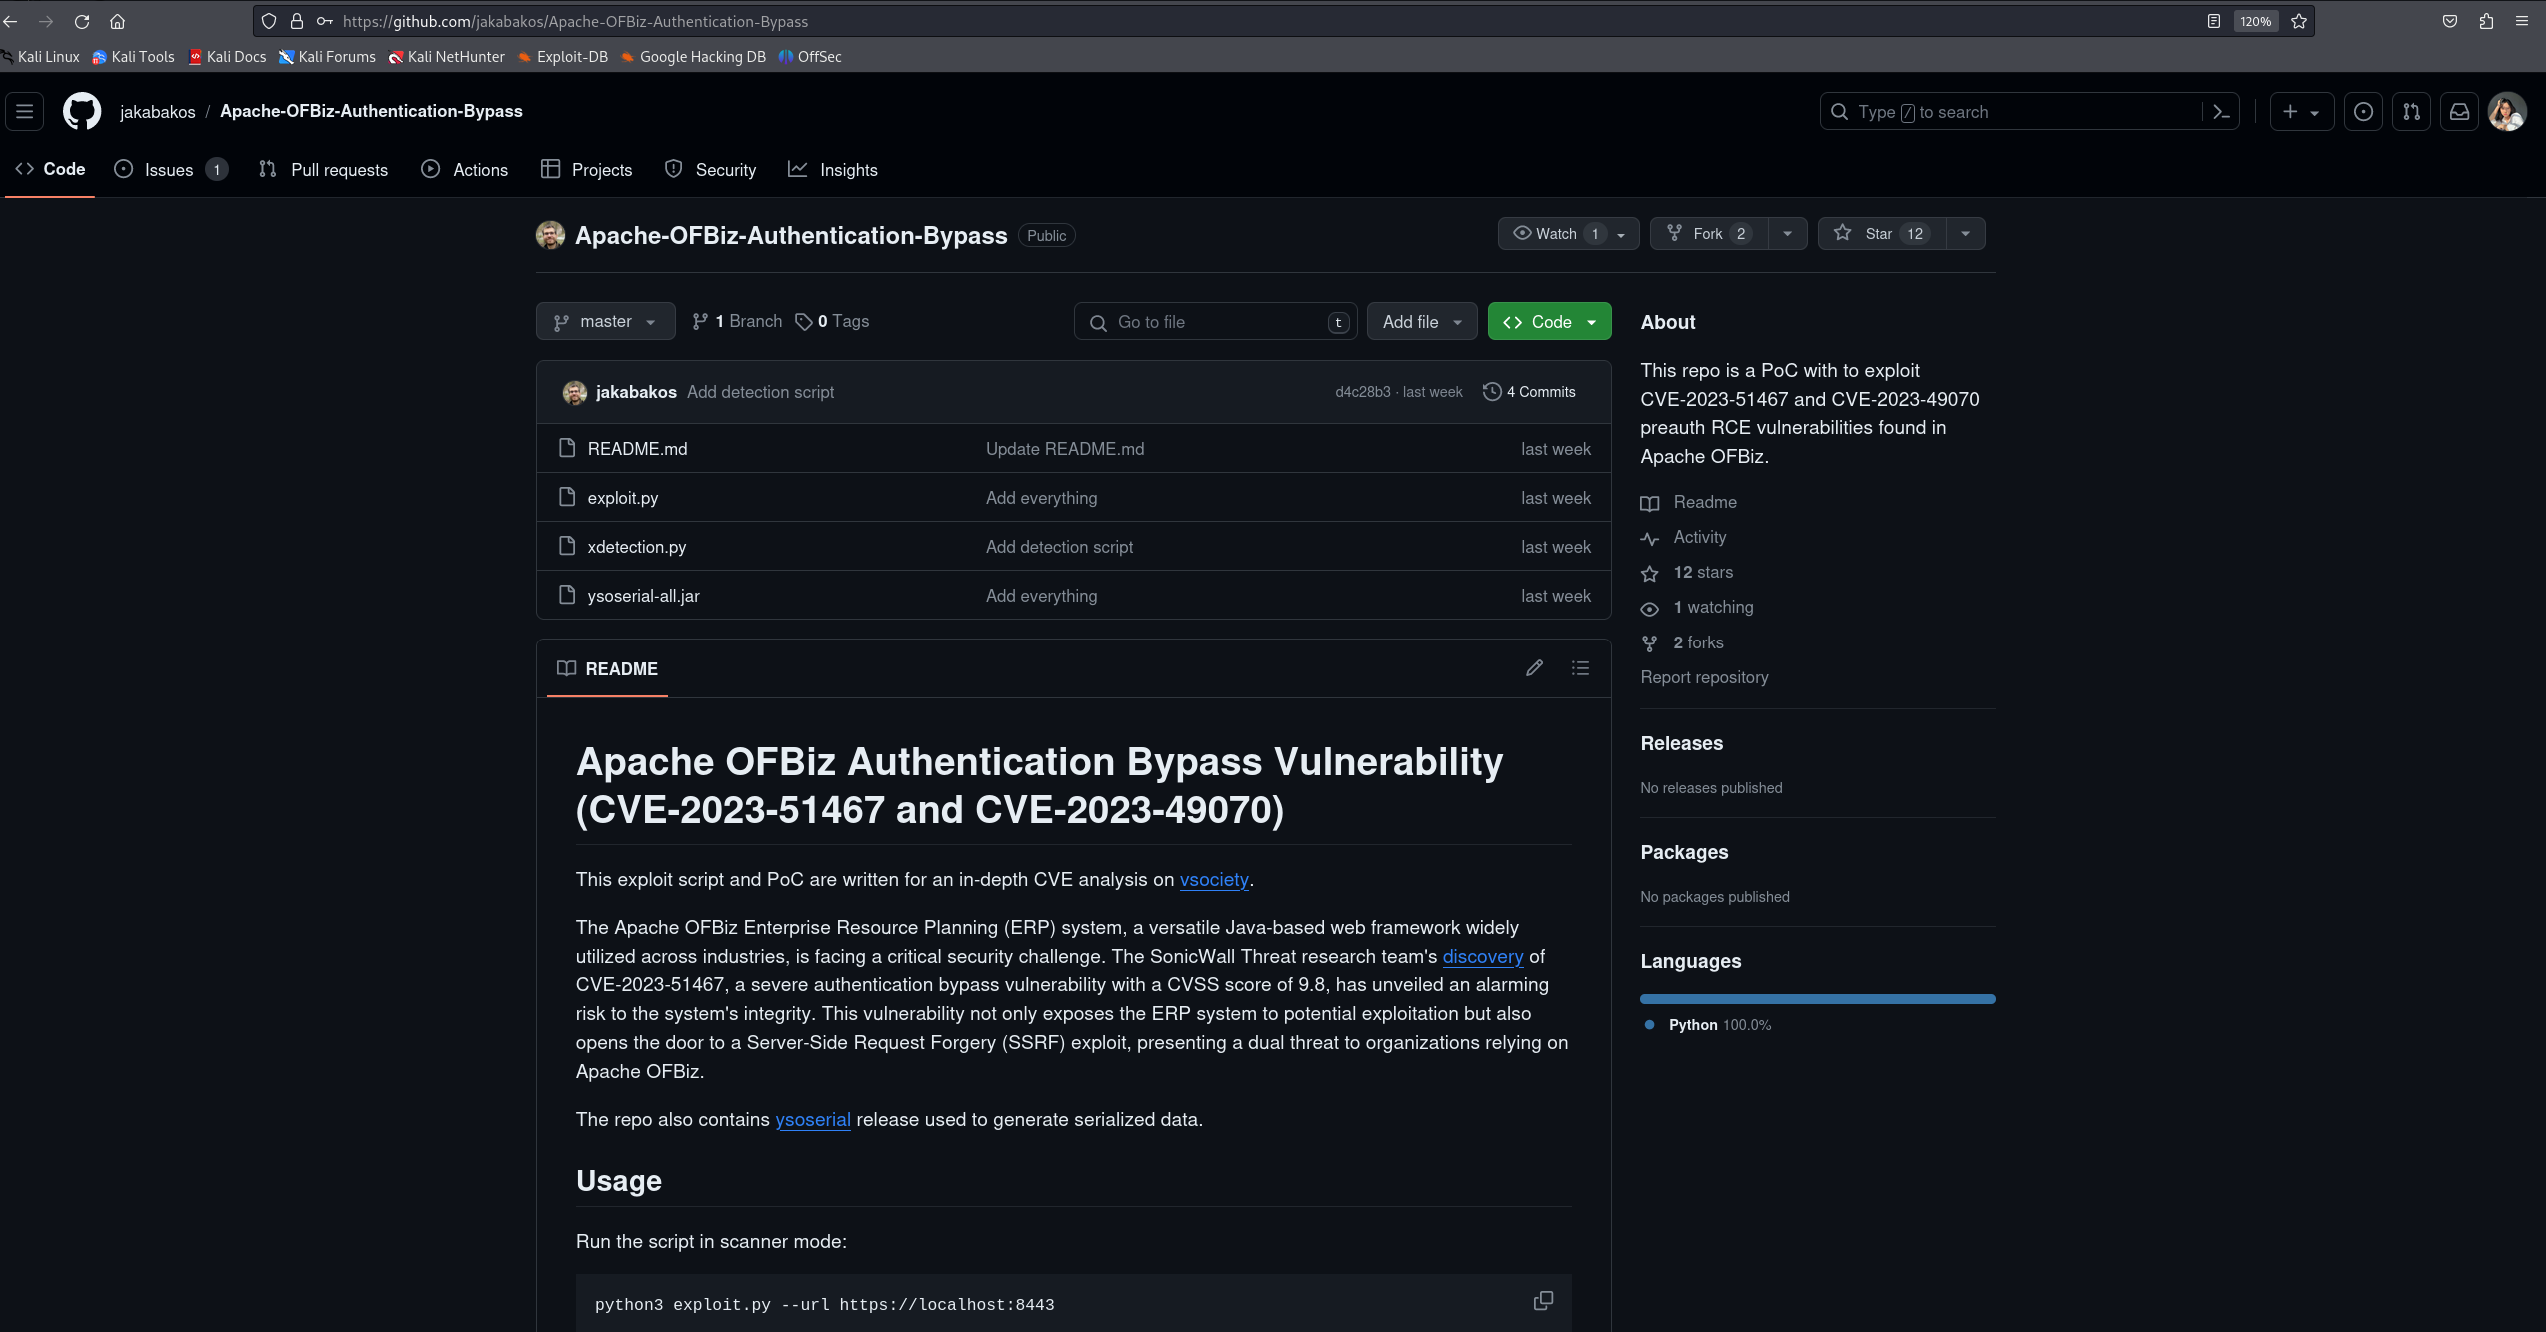 https://github.com/jakabakos/Apache-OFBiz-Authentication-Bypass
120%
Kali Linux Kali Tools Kali Docs Kali Forums Kali NetHunter Exploit-DB Google Hacking DB OffSec
jakabakos / Apache-OFBiz-Authentication-Bypass
Type / to search
Code Issues 1 Pull requests Actions Projects Security Insights
Apache-OFBiz-Authentication-Bypass Public
Watch 1 Fork 2 Star 12
master 1 Branch 0 Tags
Go to file t Add file Code
jakabakos Add detection script d4c28b3 · last week 4 Commits
README.md Update README.md last week
exploit.py Add everything last week
xdetection.py Add detection script last week
ysoserial-all.jar Add everything last week
README
Apache OFBiz Authentication Bypass Vulnerability
(CVE-2023-51467 and CVE-2023-49070)
This exploit script and PoC are written for an in-depth CVE analysis on vsociety.
The Apache OFBiz Enterprise Resource Planning (ERP) system, a versatile Java-based web framework widely
utilized across industries, is facing a critical security challenge. The SonicWall Threat research team's discovery of
CVE-2023-51467, a severe authentication bypass vulnerability with a CVSS score of 9.8, has unveiled an alarming
risk to the system's integrity. This vulnerability not only exposes the ERP system to potential exploitation but also
opens the door to a Server-Side Request Forgery (SSRF) exploit, presenting a dual threat to organizations relying on
Apache OFBiz.
The repo also contains ysoserial release used to generate serialized data.
Usage
Run the script in scanner mode:
python3 exploit.py --url https://localhost:8443
About
This repo is a PoC with to exploit
CVE-2023-51467 and CVE-2023-49070
preauth RCE vulnerabilities found in
Apache OFBiz.
Readme
Activity
12 stars
1 watching
2 forks
Report repository
Releases
No releases published
Packages
No packages published
Languages
Python 100.0%